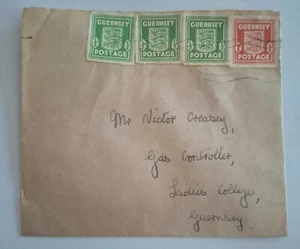 GUERNSEY GUERNSEY GUERNSEY GUERNSEY
POSTAGE POSTAGE POSTAGE POSTAGE
Mr Victor Creasey,
Gas Controller,
Ladies College,
Guernsey